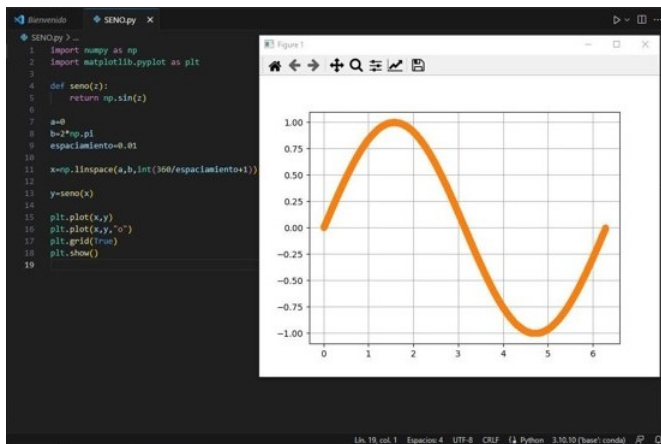 Bienvenido
SENO.py
SENO.py > ...
1 import numpy as np
2 import matplotlib.pyplot as plt
3
4 def seno(z):
5 return np.sin(z)
6
7 a=0
8 b=2*np.pi
9 espaciamiento=0.01
10
11 x=np.linspace(a,b,int(360/espaciamiento+1))
12
13 y=seno(x)
14
15 plt.plot(x,y)
16 plt.plot(x,y,"o")
17 plt.grid(True)
18 plt.show()
19
Figure 1
1.00
0.75
0.50
0.25
0.00
−0.25
−0.50
−0.75
−1.00
0 1 2 3 4 5 6
Lín. 19, col. 1 Espacios: 4 UTF-8 CRLF Python 3.10.10 ('base': conda)